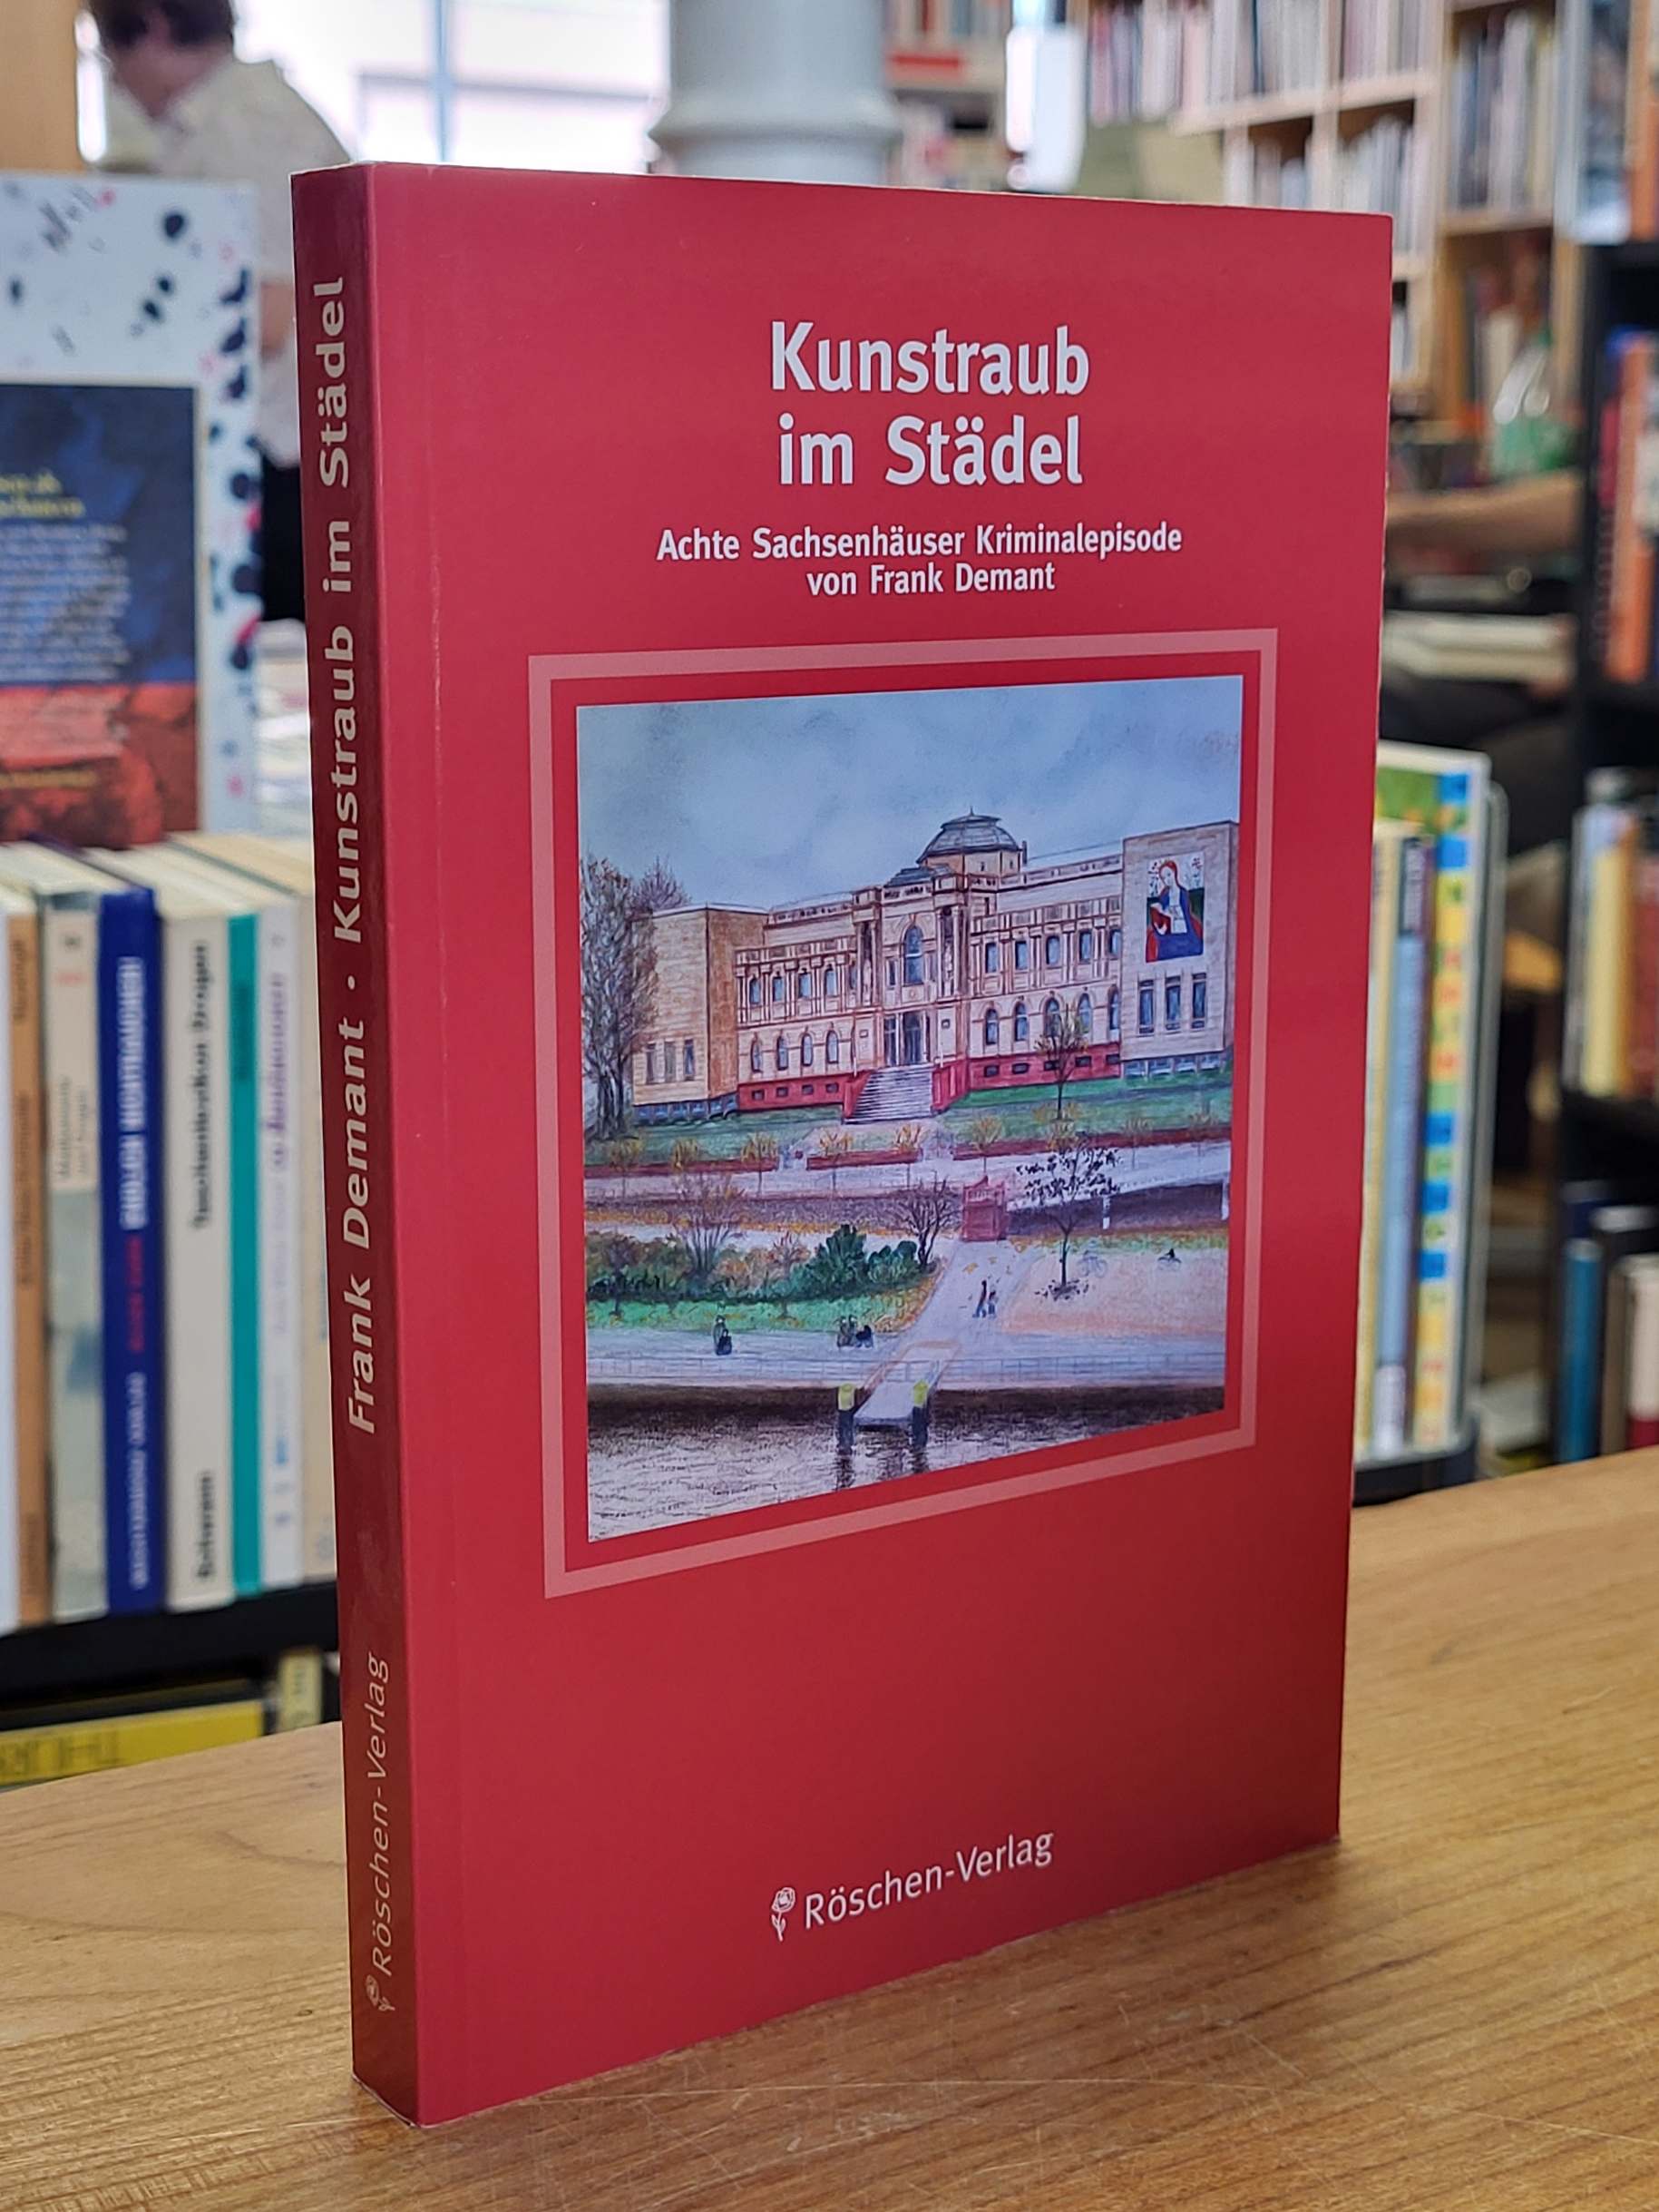 Kunstraub
im Städel
Achte Sachsenhäuser Kriminalepisode
von Frank Demant
Röschen-Verlag
Frank Demant · Kunstraub im Städel
Röschen-Verlag